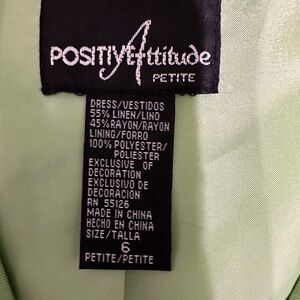 POSITIVE Attitude
PETITE
DRESS/VESTIDOS
55% LINEN/LINO
45%RAYON/RAYON
LINING/FORRO
100% POLYESTER/
POLIESTER
EXCLUSIVE OF
DECORATION
EXCLUSIVO DE
DECORACION
RN 55126
MADE IN CHINA
HECHO EN CHINA
SIZE/TALLA
6
PETITE/PETITE